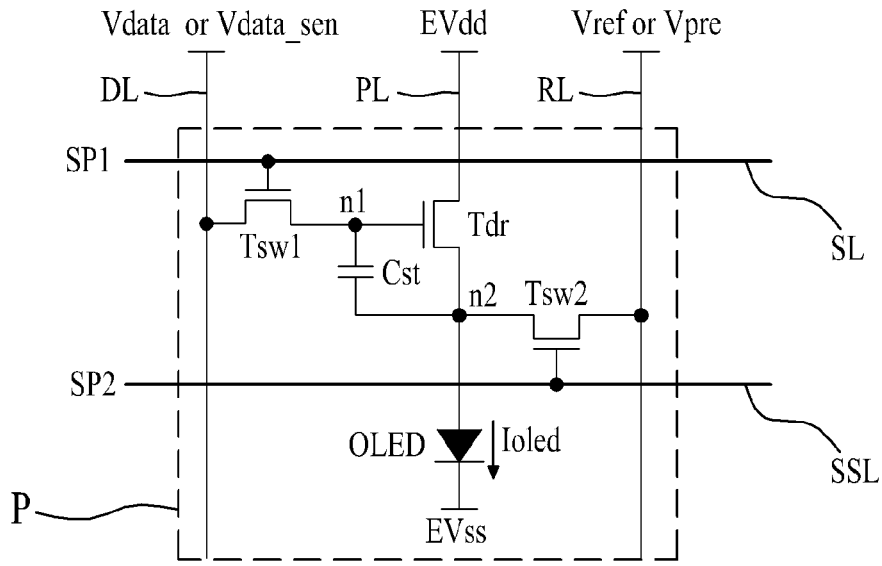 Vdata or Vdata_sen
EVdd
Vref or Vpre
DL
PL
RL
SP1
n1
Tdr
Tsw1
SL
Cst
n2
Tsw2
SP2
OLED
Ioled
SSL
P
EVss